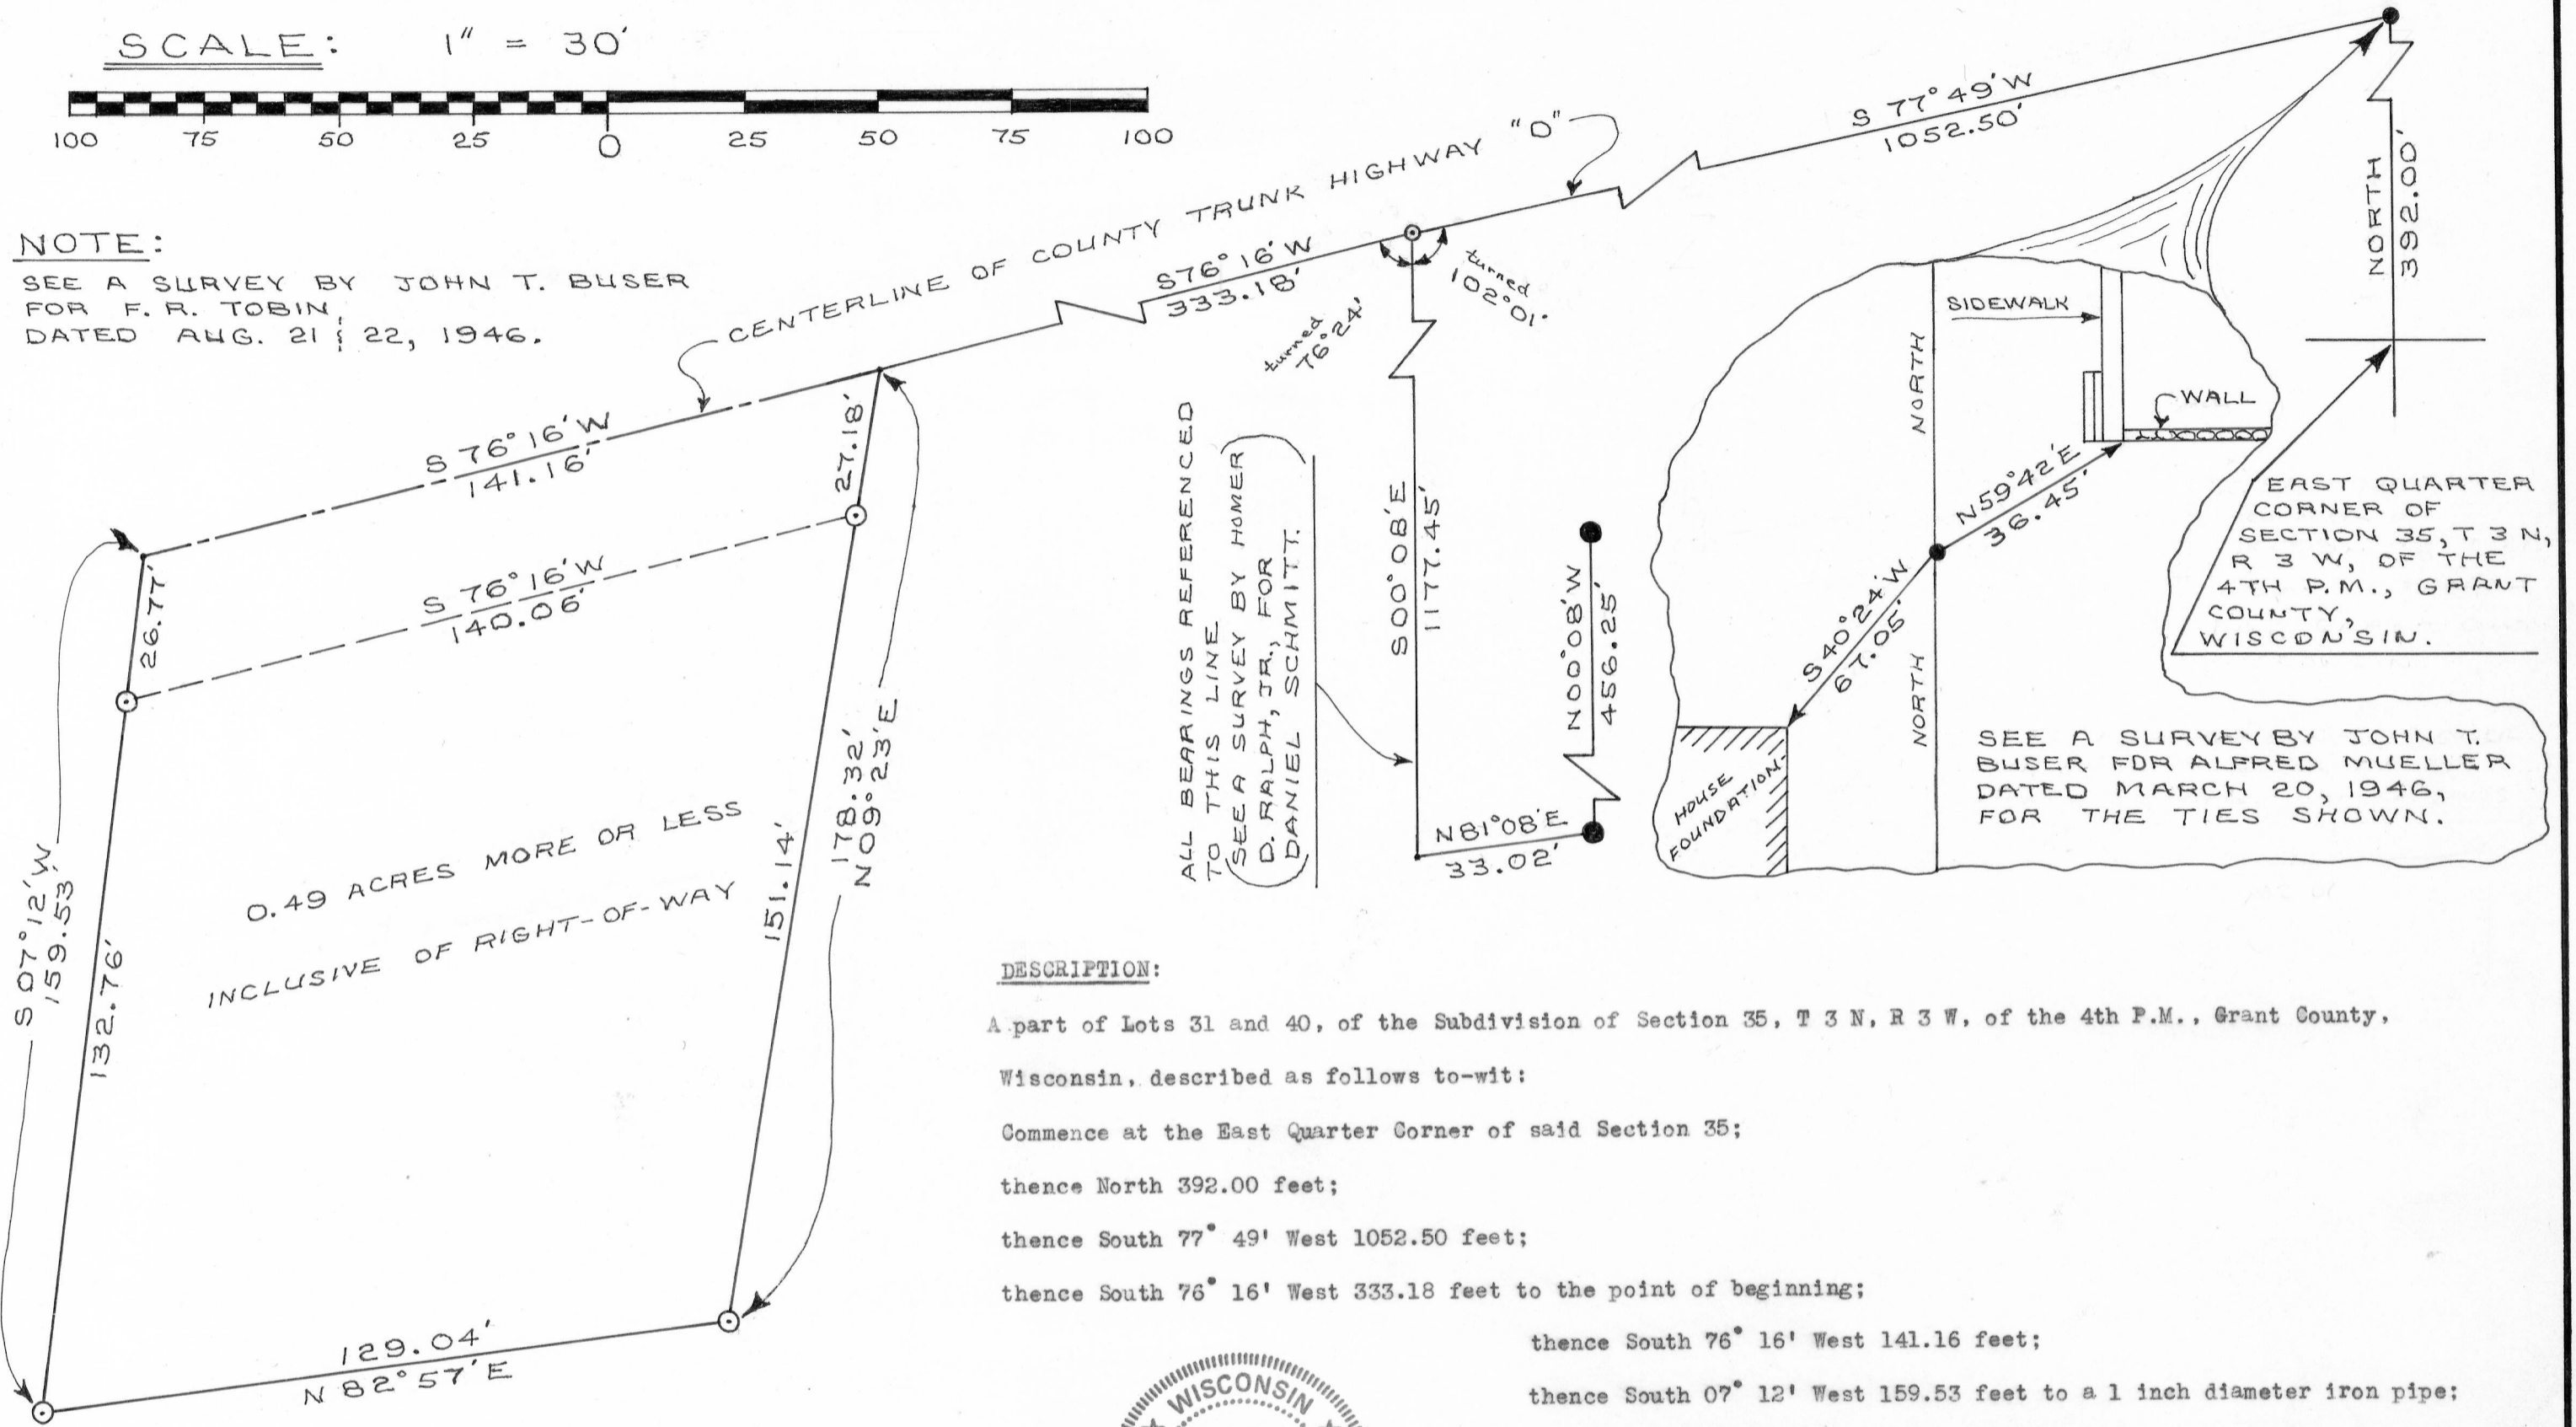 SCALE: 1" = 30'
100 75 50 25 0 25 50 75 100
NOTE:
SEE A SURVEY BY JOHN T. BUSER
FOR F. R. TOBIN,
DATED AUG. 21 & 22, 1946.
CENTERLINE OF COUNTY TRUNK HIGHWAY "O"
S 77° 49' W
1052.50'
NORTH
392.00'
S 76° 16' W
333.18'
turned
76° 24'
turned
102° 01'
S 76° 16' W
141.16'
27.18'
S 76° 16' W
140.06'
26.77'
S 07° 12' W
159.53'
132.76'
178.32'
N 09° 23' E
151.14'
0.49 ACRES MORE OR LESS
INCLUSIVE OF RIGHT-OF-WAY
129.04'
N 82° 57' E
ALL BEARINGS REFERENCED
TO THIS LINE
(SEE A SURVEY BY HOMER
D. RALPH, JR., FOR
DANIEL SCHMITT.)
S 00° 08' E
1177.45'
N 00° 08' W
456.25'
N 81° 08' E
33.02'
SIDEWALK
WALL
NORTH
N 59° 42' E
36.45'
S 40° 24' W
67.05'
NORTH
HOUSE
FOUNDATION
EAST QUARTER
CORNER OF
SECTION 35, T 3 N,
R 3 W, OF THE
4TH P.M., GRANT
COUNTY,
WISCONSIN.
SEE A SURVEY BY JOHN T.
BUSER FOR ALFRED MUELLER
DATED MARCH 20, 1946,
FOR THE TIES SHOWN.
DESCRIPTION:
A part of Lots 31 and 40, of the Subdivision of Section 35, T 3 N, R 3 W, of the 4th P.M., Grant County,
Wisconsin, described as follows to-wit:
Commence at the East Quarter Corner of said Section 35;
thence North 392.00 feet;
thence South 77° 49' West 1052.50 feet;
thence South 76° 16' West 333.18 feet to the point of beginning;
thence South 76° 16' West 141.16 feet;
thence South 07° 12' West 159.53 feet to a 1 inch diameter iron pipe;
WISCONSIN